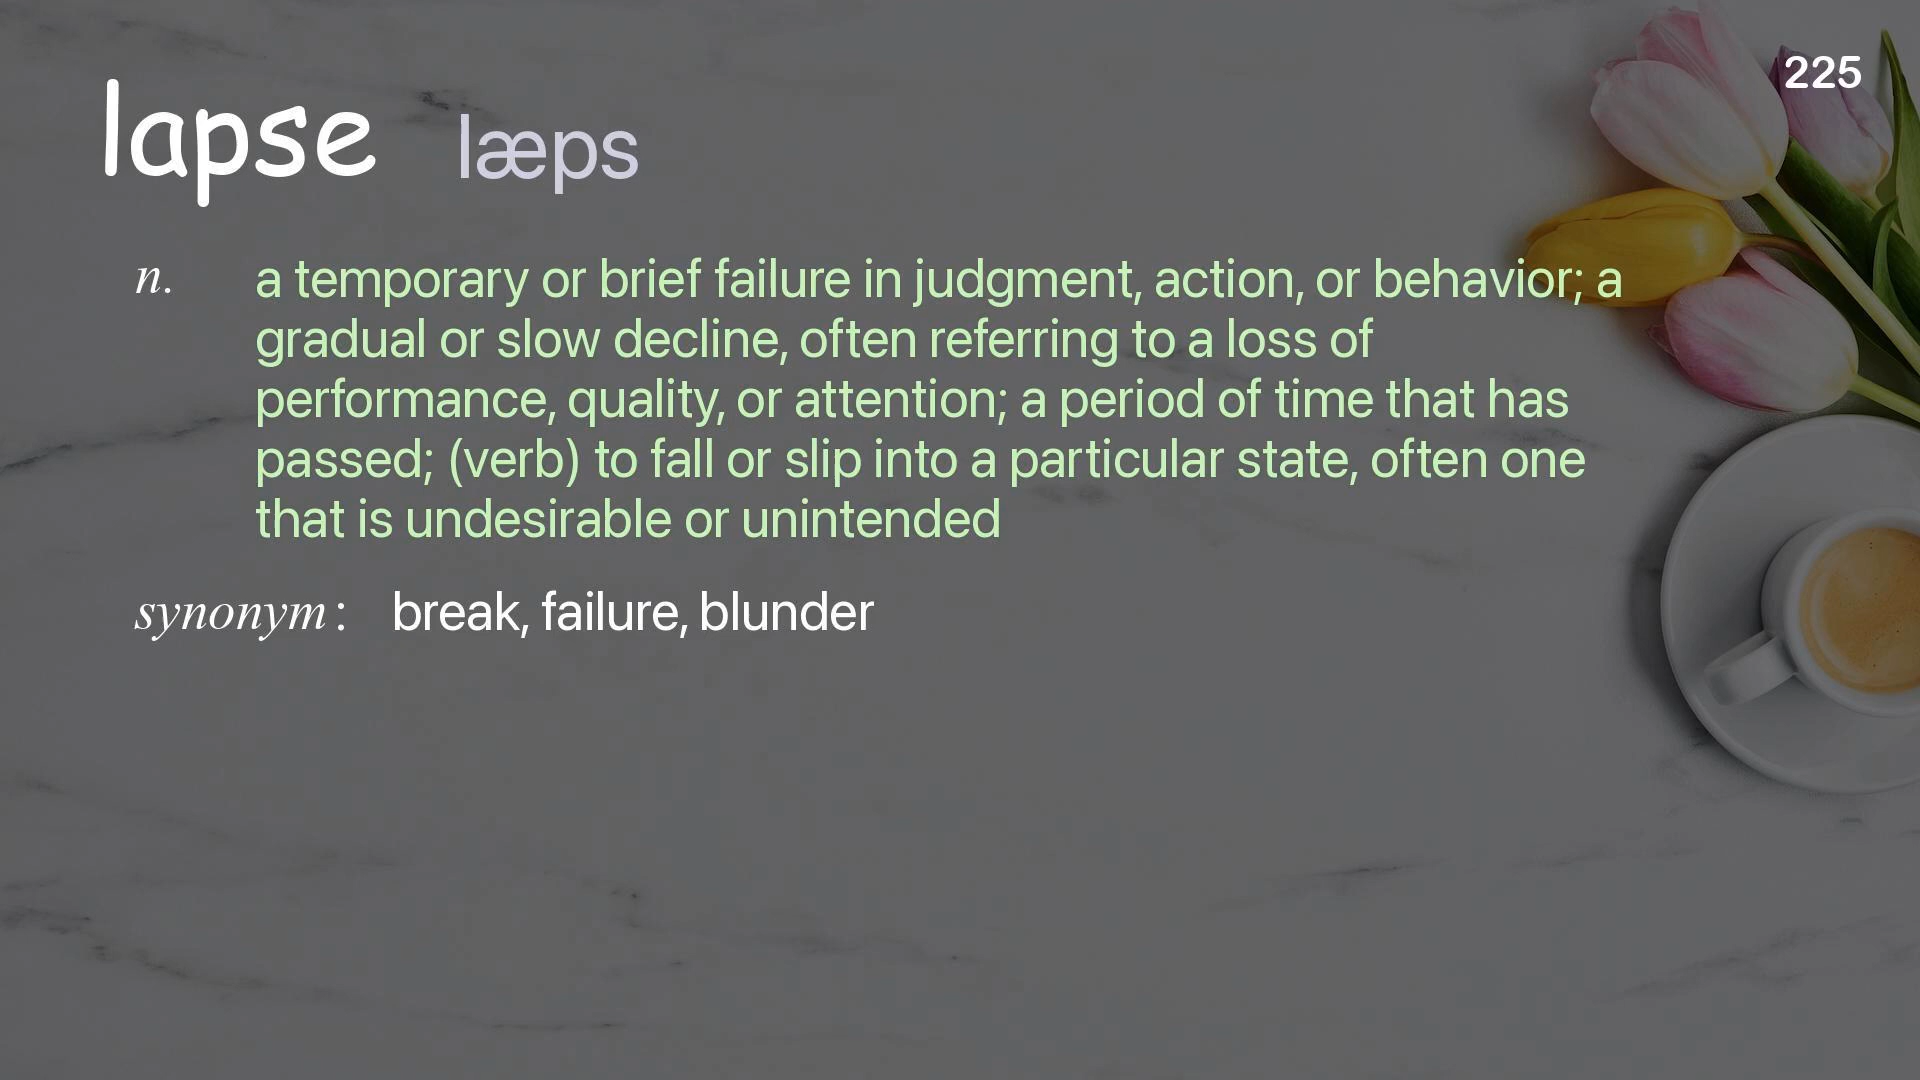 225
lapse læps
n. a temporary or brief failure in judgment, action, or behavior; a
gradual or slow decline, often referring to a loss of
performance, quality, or attention; a period of time that has
passed; (verb) to fall or slip into a particular state, often one
that is undesirable or unintended
synonym: break, failure, blunder